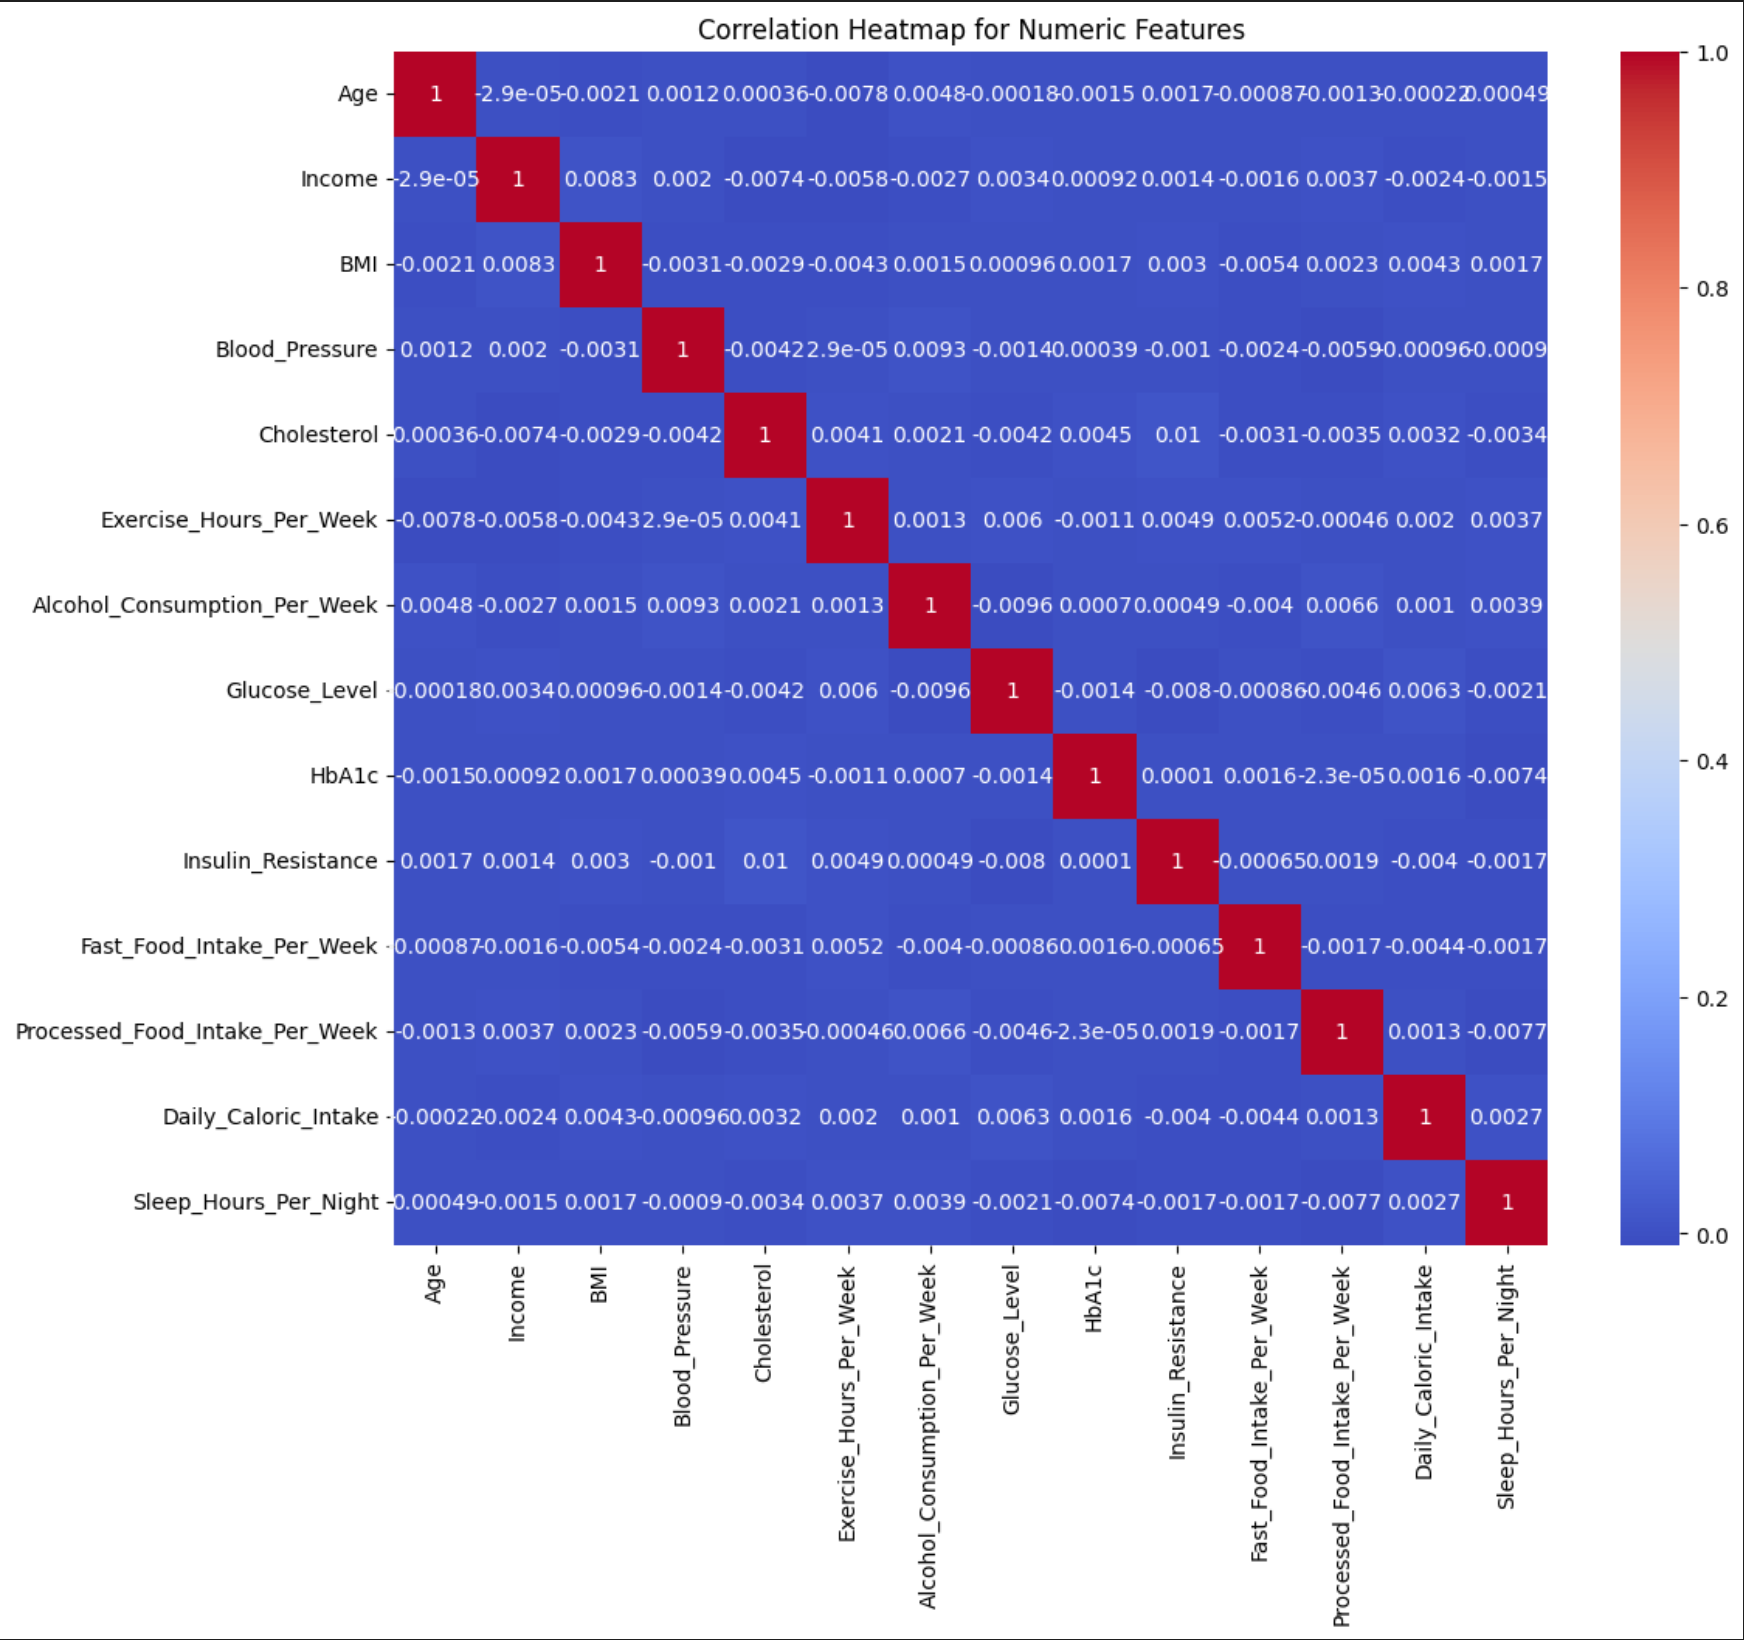 Correlation Heatmap for Numeric Features
Age 1 -2.9e-05 -0.0021 0.0012 0.00036 -0.0078 0.0048 -0.00018 -0.0015 0.0017 -0.00087 -0.0013 -0.00022 0.00049
Income -2.9e-05 1 0.0083 0.002 -0.0074 -0.0058 -0.0027 0.0034 0.00092 0.0014 -0.0016 0.0037 -0.0024 -0.0015
BMI -0.0021 0.0083 1 -0.0031 -0.0029 -0.0043 0.0015 0.00096 0.0017 0.003 -0.0054 0.0023 0.0043 0.0017
Blood_Pressure 0.0012 0.002 -0.0031 1 -0.0042 2.9e-05 0.0093 -0.0014 0.00039 -0.001 -0.0024 -0.0059 -0.00096 -0.0009
Cholesterol 0.00036 -0.0074 -0.0029 -0.0042 1 0.0041 0.0021 -0.0042 0.0045 0.01 -0.0031 -0.0035 0.0032 -0.0034
Exercise_Hours_Per_Week -0.0078 -0.0058 -0.0043 2.9e-05 0.0041 1 0.0013 0.006 -0.0011 0.0049 0.0052 -0.00046 0.002 0.0037
Alcohol_Consumption_Per_Week 0.0048 -0.0027 0.0015 0.0093 0.0021 0.0013 1 -0.0096 0.0007 0.00049 -0.004 0.0066 0.001 0.0039
Glucose_Level -0.00018 0.0034 0.00096 -0.0014 -0.0042 0.006 -0.0096 1 -0.0014 -0.008 -0.00086 -0.0046 0.0063 -0.0021
HbA1c -0.0015 0.00092 0.0017 0.00039 0.0045 -0.0011 0.0007 -0.0014 1 0.0001 0.0016 -2.3e-05 0.0016 -0.0074
Insulin_Resistance 0.0017 0.0014 0.003 -0.001 0.01 0.0049 0.00049 -0.008 0.0001 1 -0.00065 0.0019 -0.004 -0.0017
Fast_Food_Intake_Per_Week -0.00087 -0.0016 -0.0054 -0.0024 -0.0031 0.0052 -0.004 -0.00086 0.0016 -0.00065 1 -0.0017 -0.0044 -0.0017
Processed_Food_Intake_Per_Week -0.0013 0.0037 0.0023 -0.0059 -0.0035 -0.00046 0.0066 -0.0046 -2.3e-05 0.0019 -0.0017 1 0.0013 -0.0077
Daily_Caloric_Intake -0.00022 -0.0024 0.0043 -0.00096 0.0032 0.002 0.001 0.0063 0.0016 -0.004 -0.0044 0.0013 1 0.0027
Sleep_Hours_Per_Night 0.00049 -0.0015 0.0017 -0.0009 -0.0034 0.0037 0.0039 -0.0021 -0.0074 -0.0017 -0.0017 -0.0077 0.0027 1
Age
Income
BMI
Blood_Pressure
Cholesterol
Exercise_Hours_Per_Week
Alcohol_Consumption_Per_Week
Glucose_Level
HbA1c
Insulin_Resistance
Fast_Food_Intake_Per_Week
Processed_Food_Intake_Per_Week
Daily_Caloric_Intake
Sleep_Hours_Per_Night
1.0
0.8
0.6
0.4
0.2
0.0